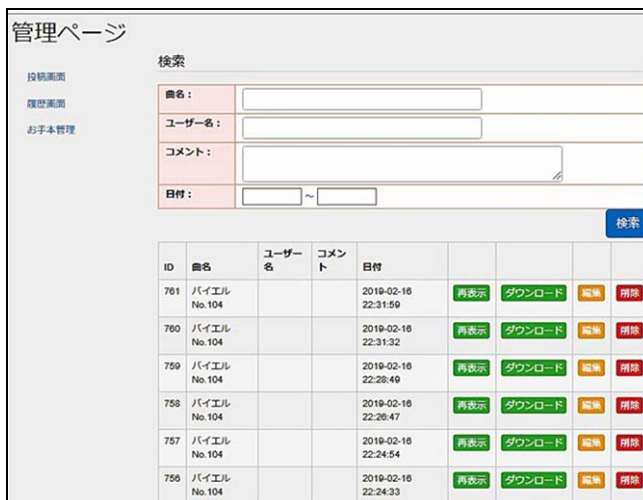 管理ページ
投稿画面
履歴画面
お手本管理
検索
曲名：
ユーザー名：
コメント：
日付：
～
検索
ID 曲名 ユーザー名 コメント 日付
761 バイエル No.104 2019-02-16 22:31:59 再表示 ダウンロード 編集 削除
760 バイエル No.104 2019-02-16 22:31:32 再表示 ダウンロード 編集 削除
759 バイエル No.104 2019-02-16 22:28:49 再表示 ダウンロード 編集 削除
758 バイエル No.104 2019-02-16 22:26:47 再表示 ダウンロード 編集 削除
757 バイエル No.104 2019-02-16 22:24:54 再表示 ダウンロード 編集 削除
756 バイエル No.104 2019-02-16 22:24:33 再表示 ダウンロード 編集 削除